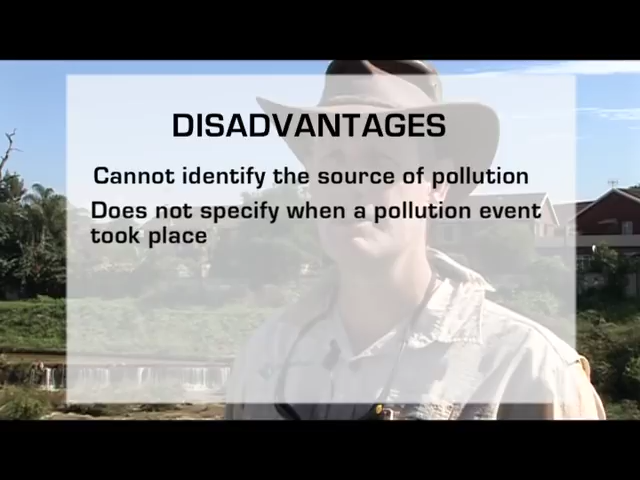 DISADVANTAGES
Cannot identify the source of pollution
Does not specify when a pollution event
took place